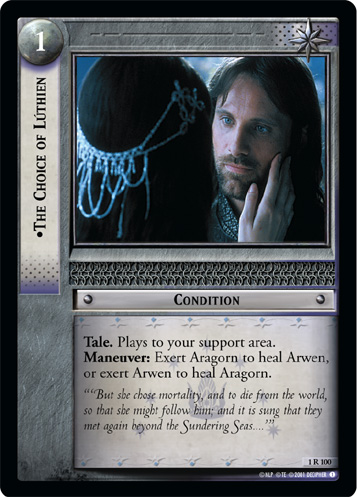 1
•THE CHOICE OF LÚTHIEN
CONDITION
Tale. Plays to your support area.
Maneuver: Exert Aragorn to heal Arwen,
or exert Arwen to heal Aragorn.
“‘But she chose mortality, and to die from the world,
so that she might follow him; and it is sung that they
met again beyond the Sundering Seas....’”
1 R 100
©NLP ™TE ©2001 DECIPHER